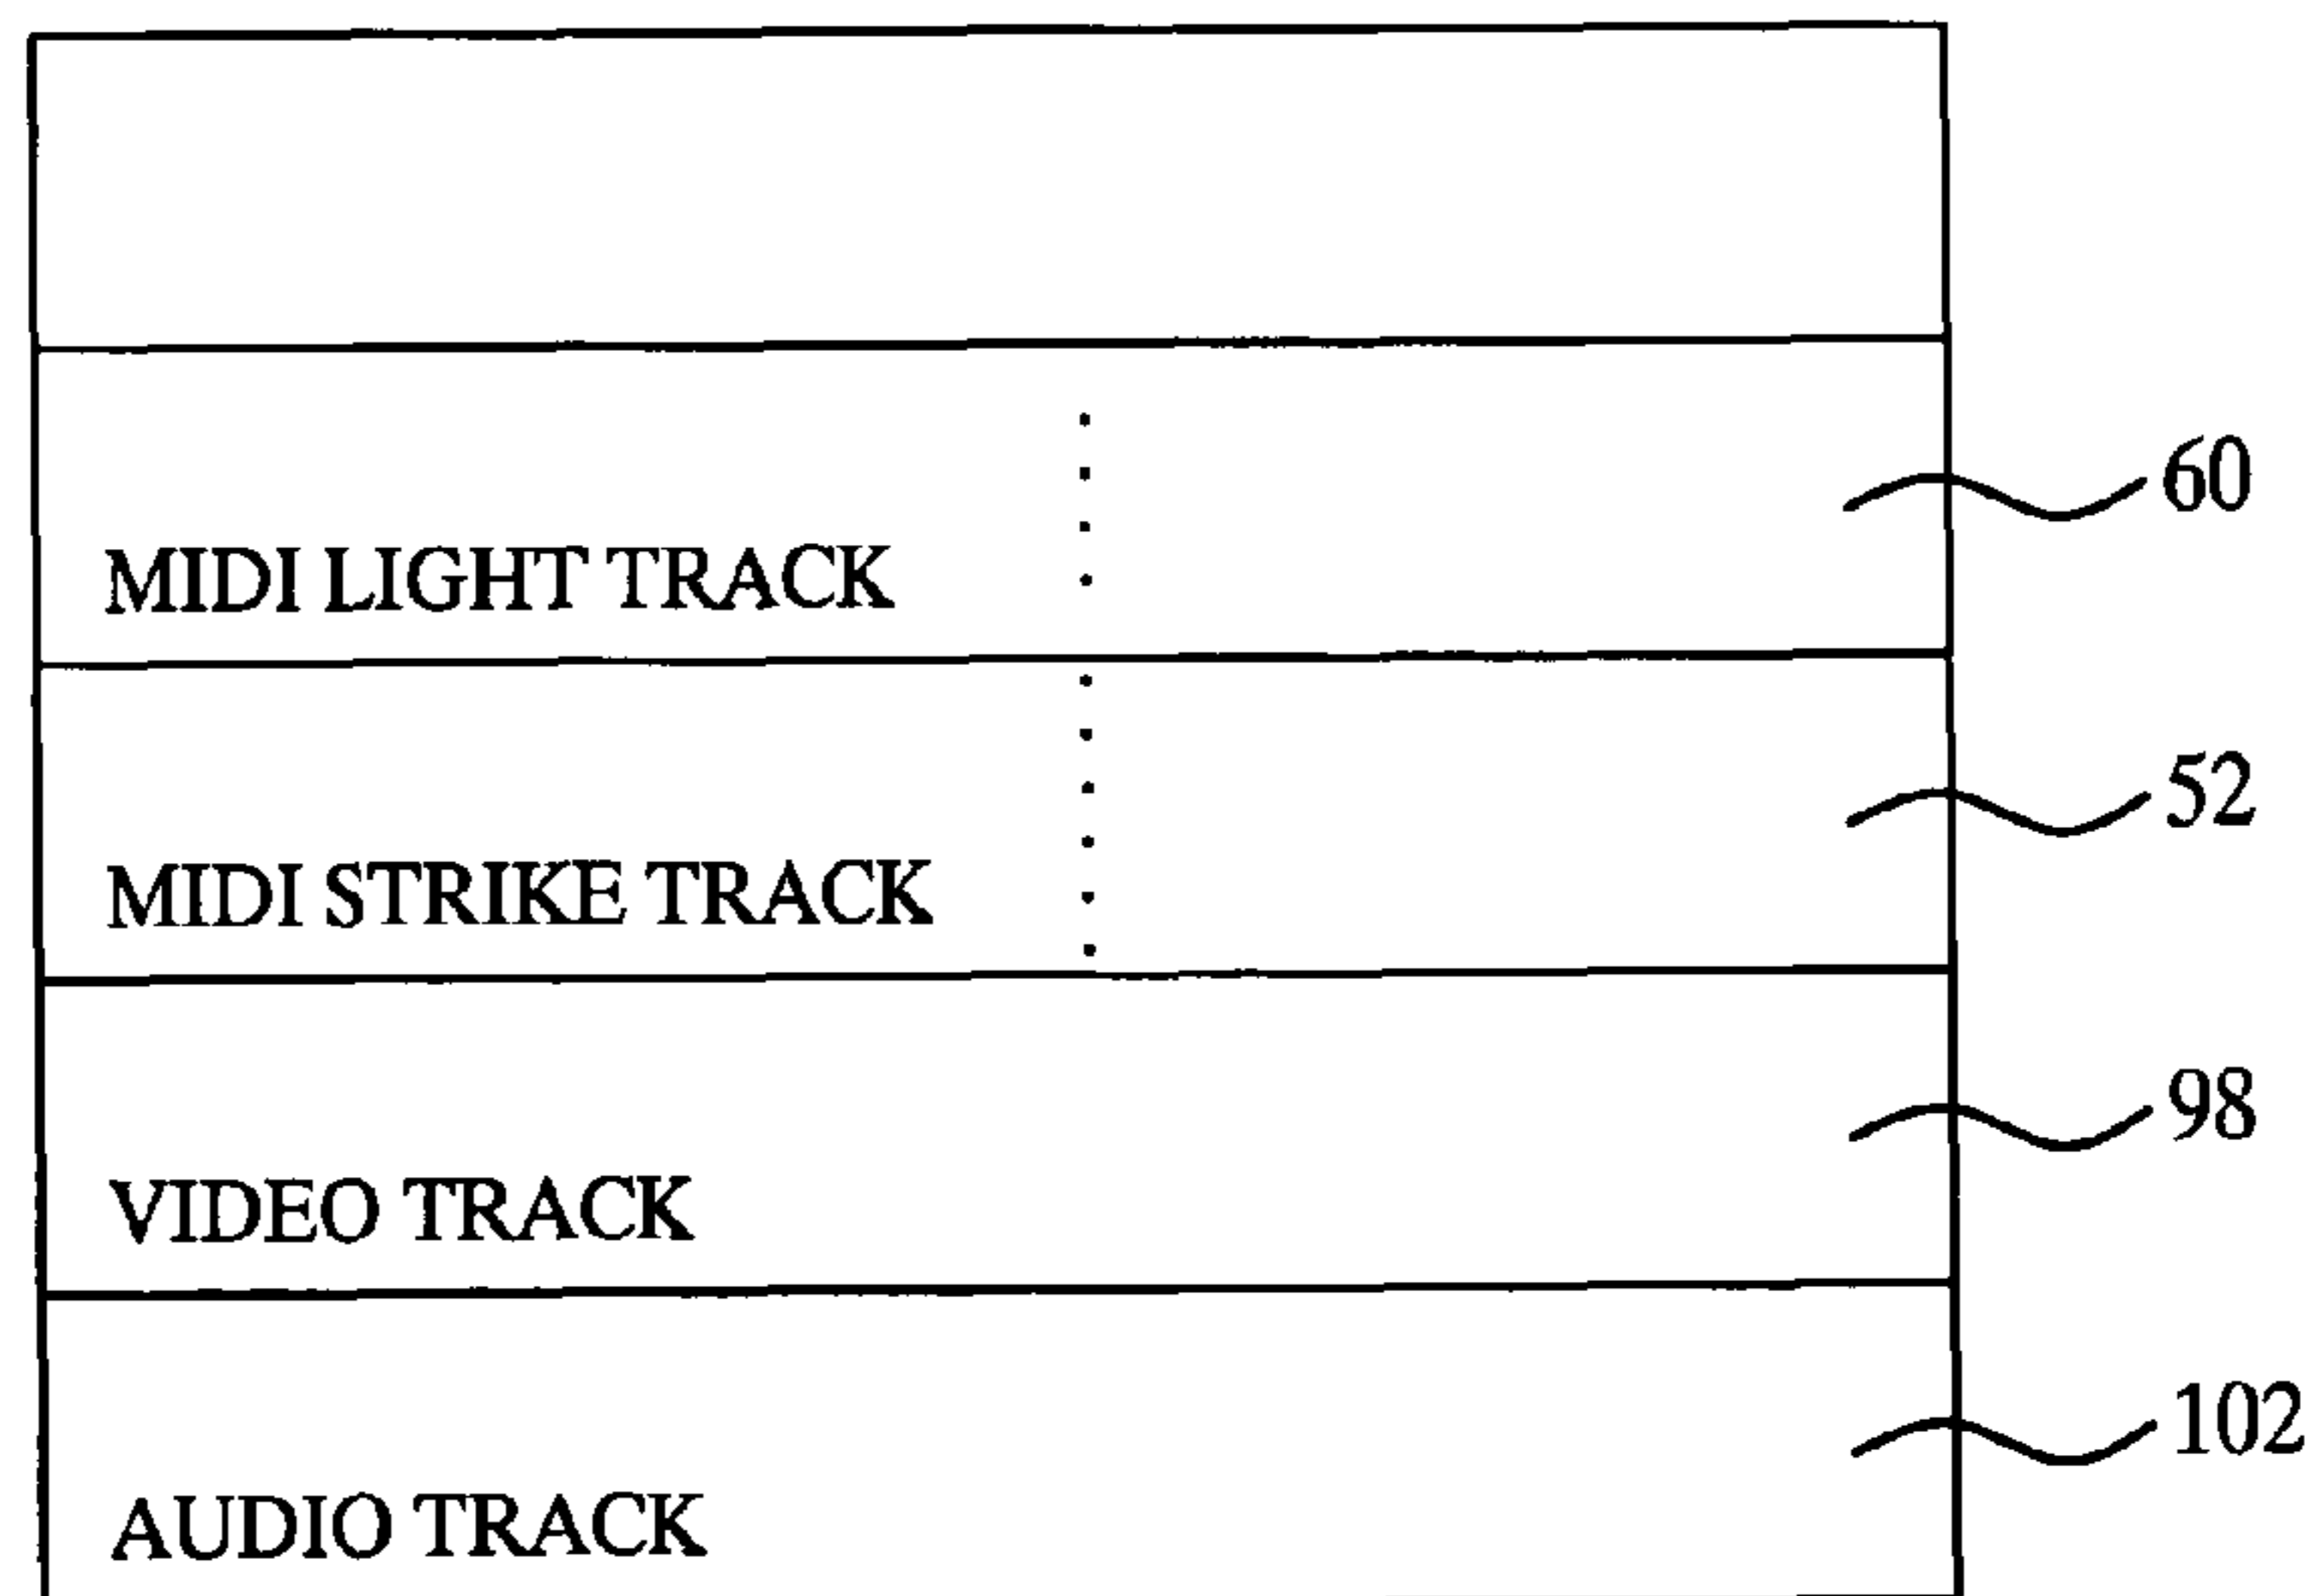 60
MIDI LIGHT TRACK
52
MIDI STRIKE TRACK
98
VIDEO TRACK
102
AUDIO TRACK